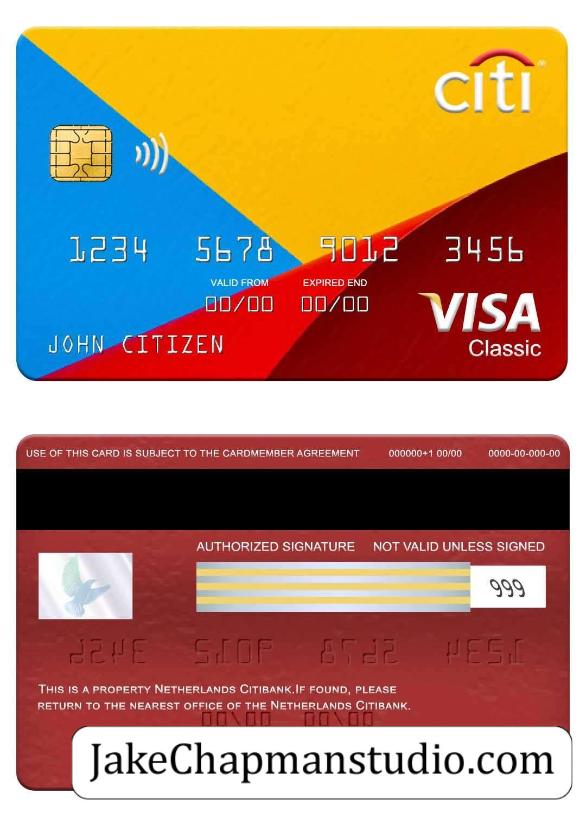 citi
1234 5678 9012 3456
VALID FROM EXPIRED END
00/00 00/00
VISA
JOHN CITIZEN
Classic
USE OF THIS CARD IS SUBJECT TO THE CARDMEMBER AGREEMENT 000000+1 00/00 0000-00-000-00
AUTHORIZED SIGNATURE NOT VALID UNLESS SIGNED
999
THIS IS A PROPERTY NETHERLANDS CITIBANK.IF FOUND, PLEASE
RETURN TO THE NEAREST OFFICE OF THE NETHERLANDS CITIBANK.
JakeChapmanstudio.com